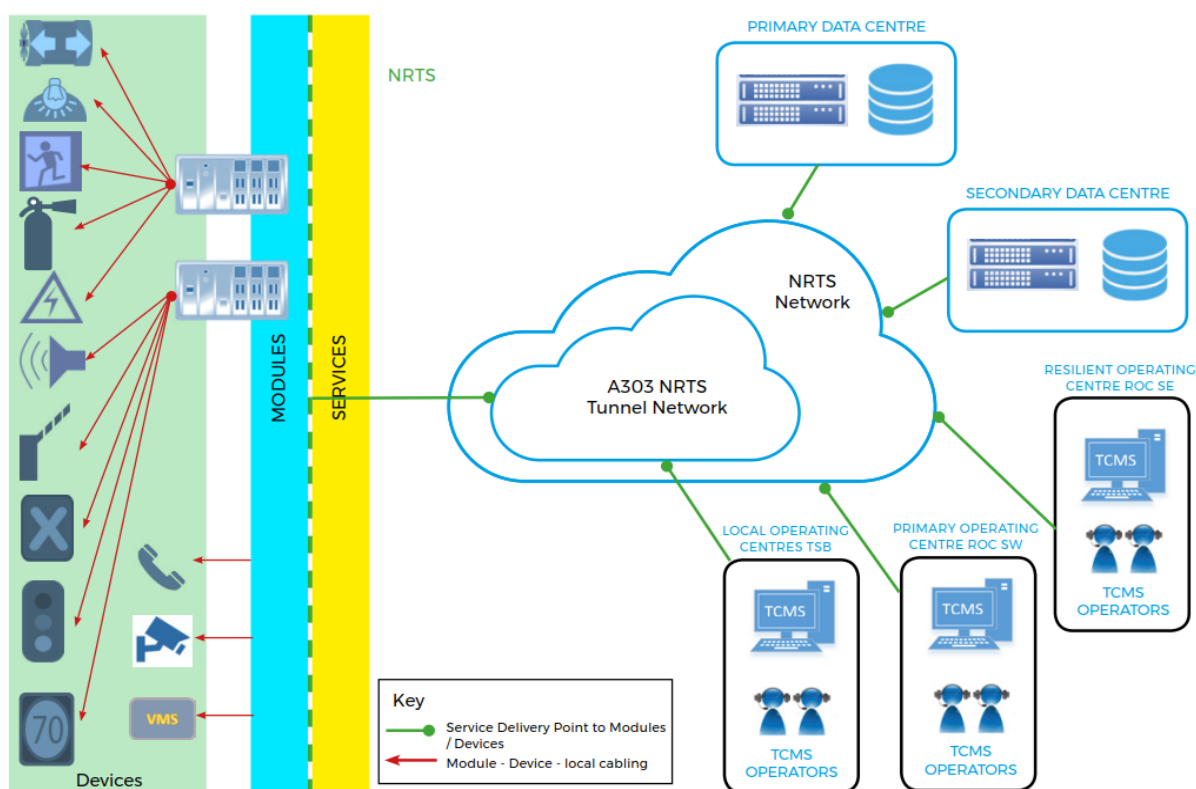 PRIMARY DATA CENTRE
NRTS
SECONDARY DATA CENTRE
NRTS
Network
MODULES
SERVICES
A303 NRTS
Tunnel Network
RESILIENT OPERATING
CENTRE ROC SE
TCMS
TCMS
OPERATORS
LOCAL OPERATING
CENTRES TSB
TCMS
TCMS
OPERATORS
PRIMARY OPERATING
CENTRE ROC SW
TCMS
TCMS
OPERATORS
70
VMS
Devices
Key
Service Delivery Point to Modules
/ Devices
Module - Device - local cabling